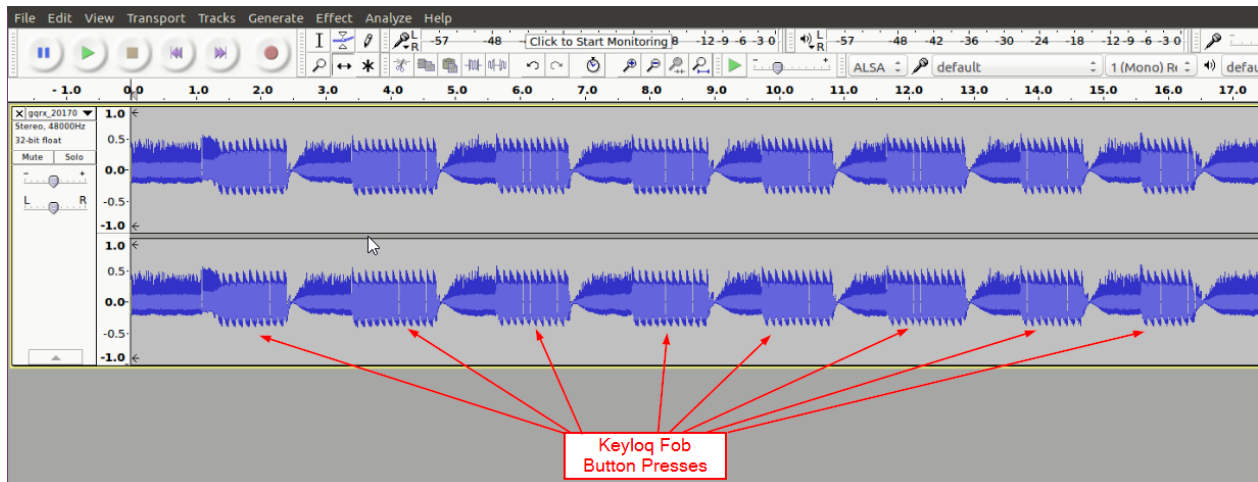 File Edit View Transport Tracks Generate Effect Analyze Help
L R -57 -48 Click to Start Monitoring 8 -12 -9 -6 -3 0 L R -57 -48 -42 -36 -30 -24 -18 -12 -9 -6 -3 0
ALSA default 1 (Mono) Re defau
- 1.0 0.0 1.0 2.0 3.0 4.0 5.0 6.0 7.0 8.0 9.0 10.0 11.0 12.0 13.0 14.0 15.0 16.0 17.0
X gqrx_20170 1.0
Stereo, 48000Hz
32-bit float
0.5-
Mute Solo
0.0-
- +
L R
-0.5-
-1.0
1.0
0.5-
0.0-
-0.5-
-1.0
Keyloq Fob
Button Presses